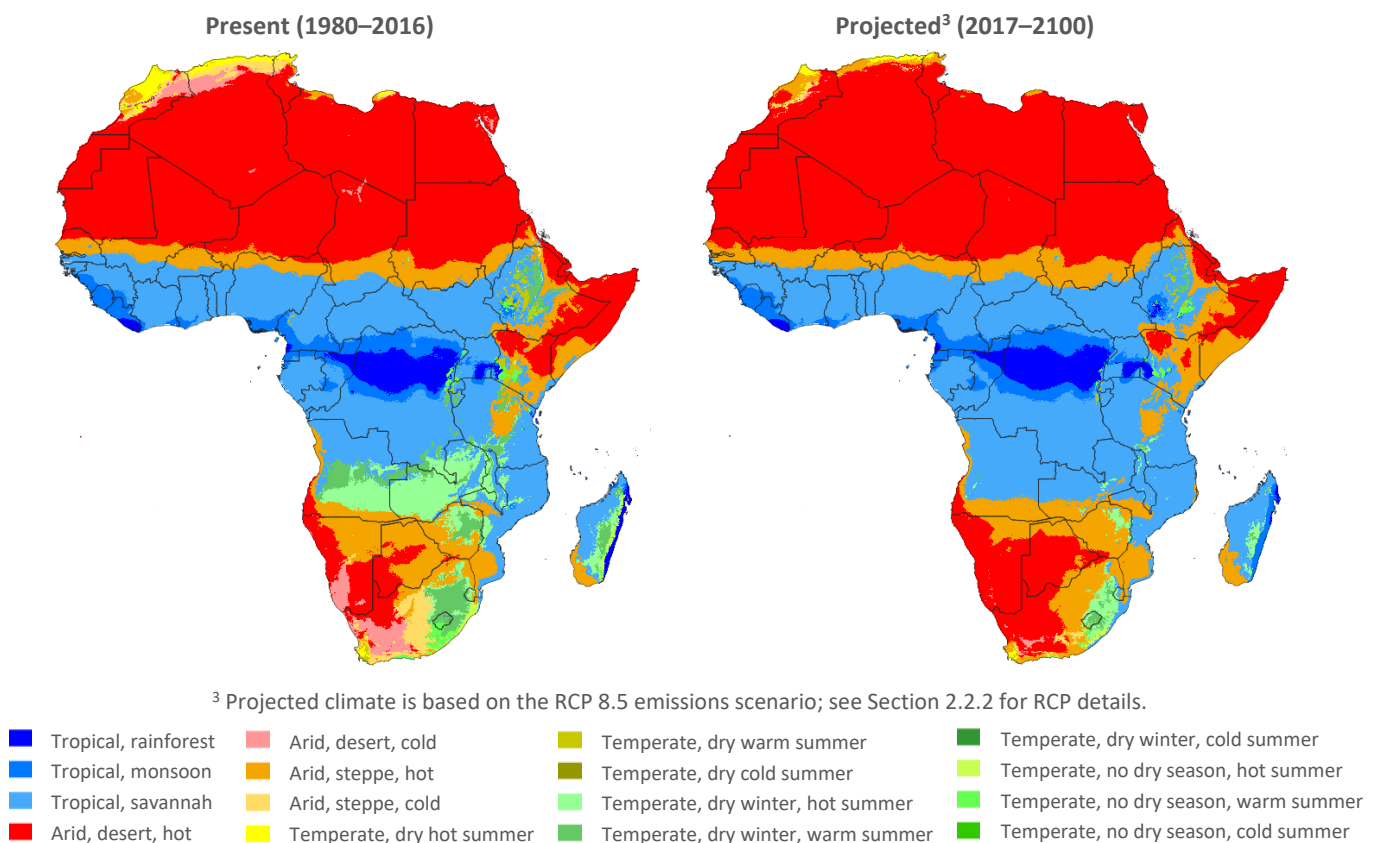 Present (1980–2016)
Projected³ (2017–2100)
³ Projected climate is based on the RCP 8.5 emissions scenario; see Section 2.2.2 for RCP details.
Tropical, rainforest
Tropical, monsoon
Tropical, savannah
Arid, desert, hot
Arid, desert, cold
Arid, steppe, hot
Arid, steppe, cold
Temperate, dry hot summer
Temperate, dry warm summer
Temperate, dry cold summer
Temperate, dry winter, hot summer
Temperate, dry winter, warm summer
Temperate, dry winter, cold summer
Temperate, no dry season, hot summer
Temperate, no dry season, warm summer
Temperate, no dry season, cold summer